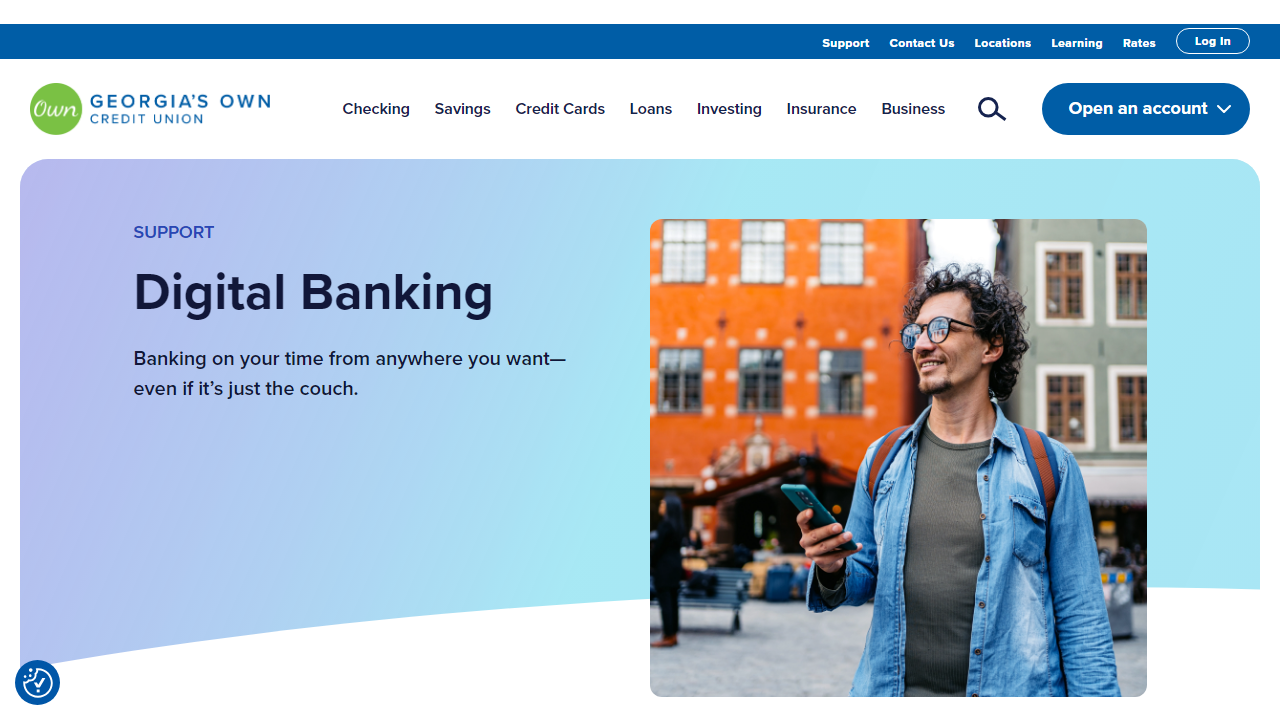 Support Contact Us Locations Learning Rates Log In
Own GEORGIA'S OWN
CREDIT UNION
Checking Savings Credit Cards Loans Investing Insurance Business Open an account
SUPPORT
Digital Banking
Banking on your time from anywhere you want—
even if it’s just the couch.